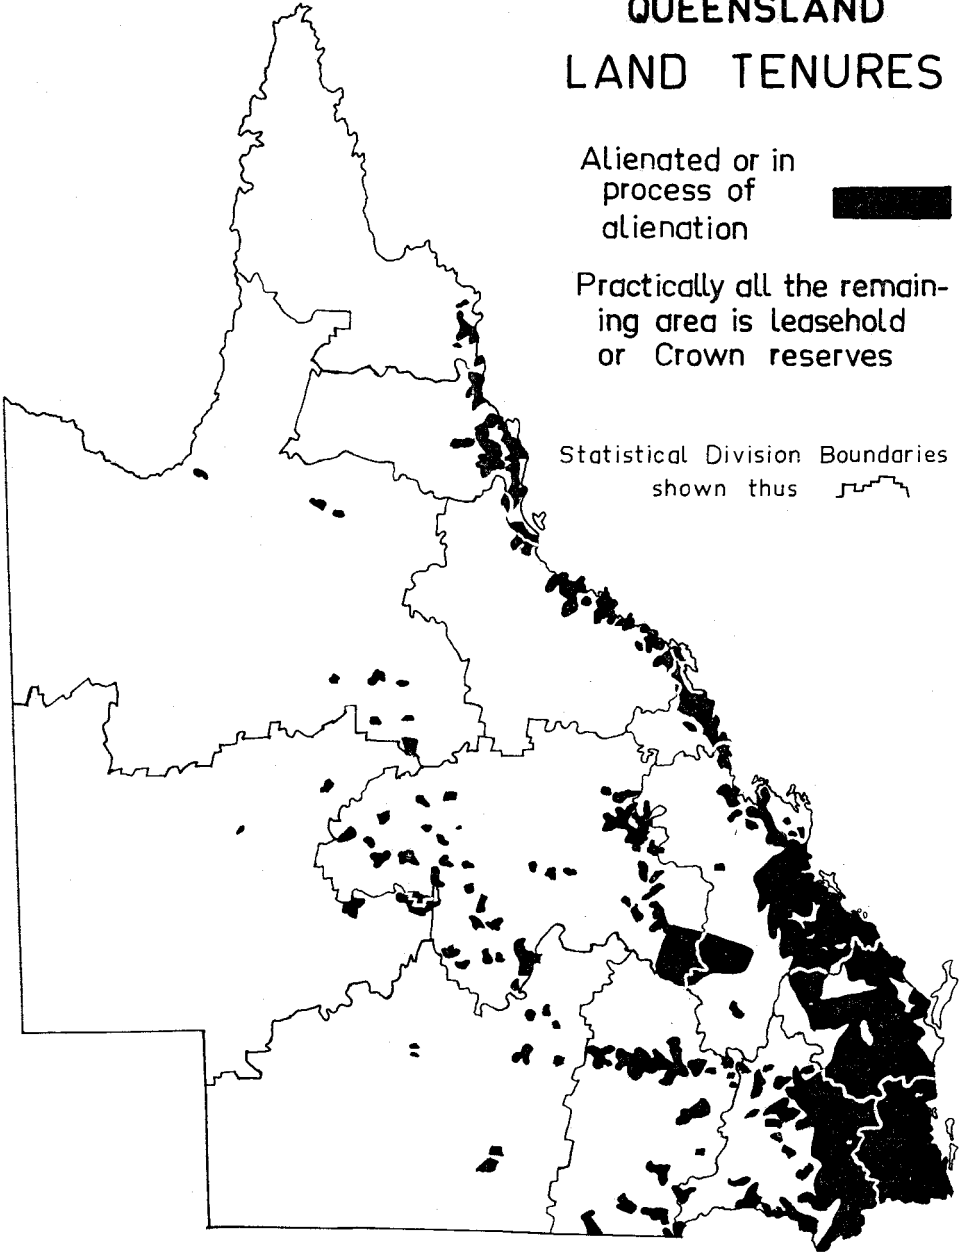 QUEENSLAND
LAND TENURES
Alienated or in
process of
alienation
Practically all the remain-
ing area is leasehold
or Crown reserves
Statistical Division Boundaries
shown thus